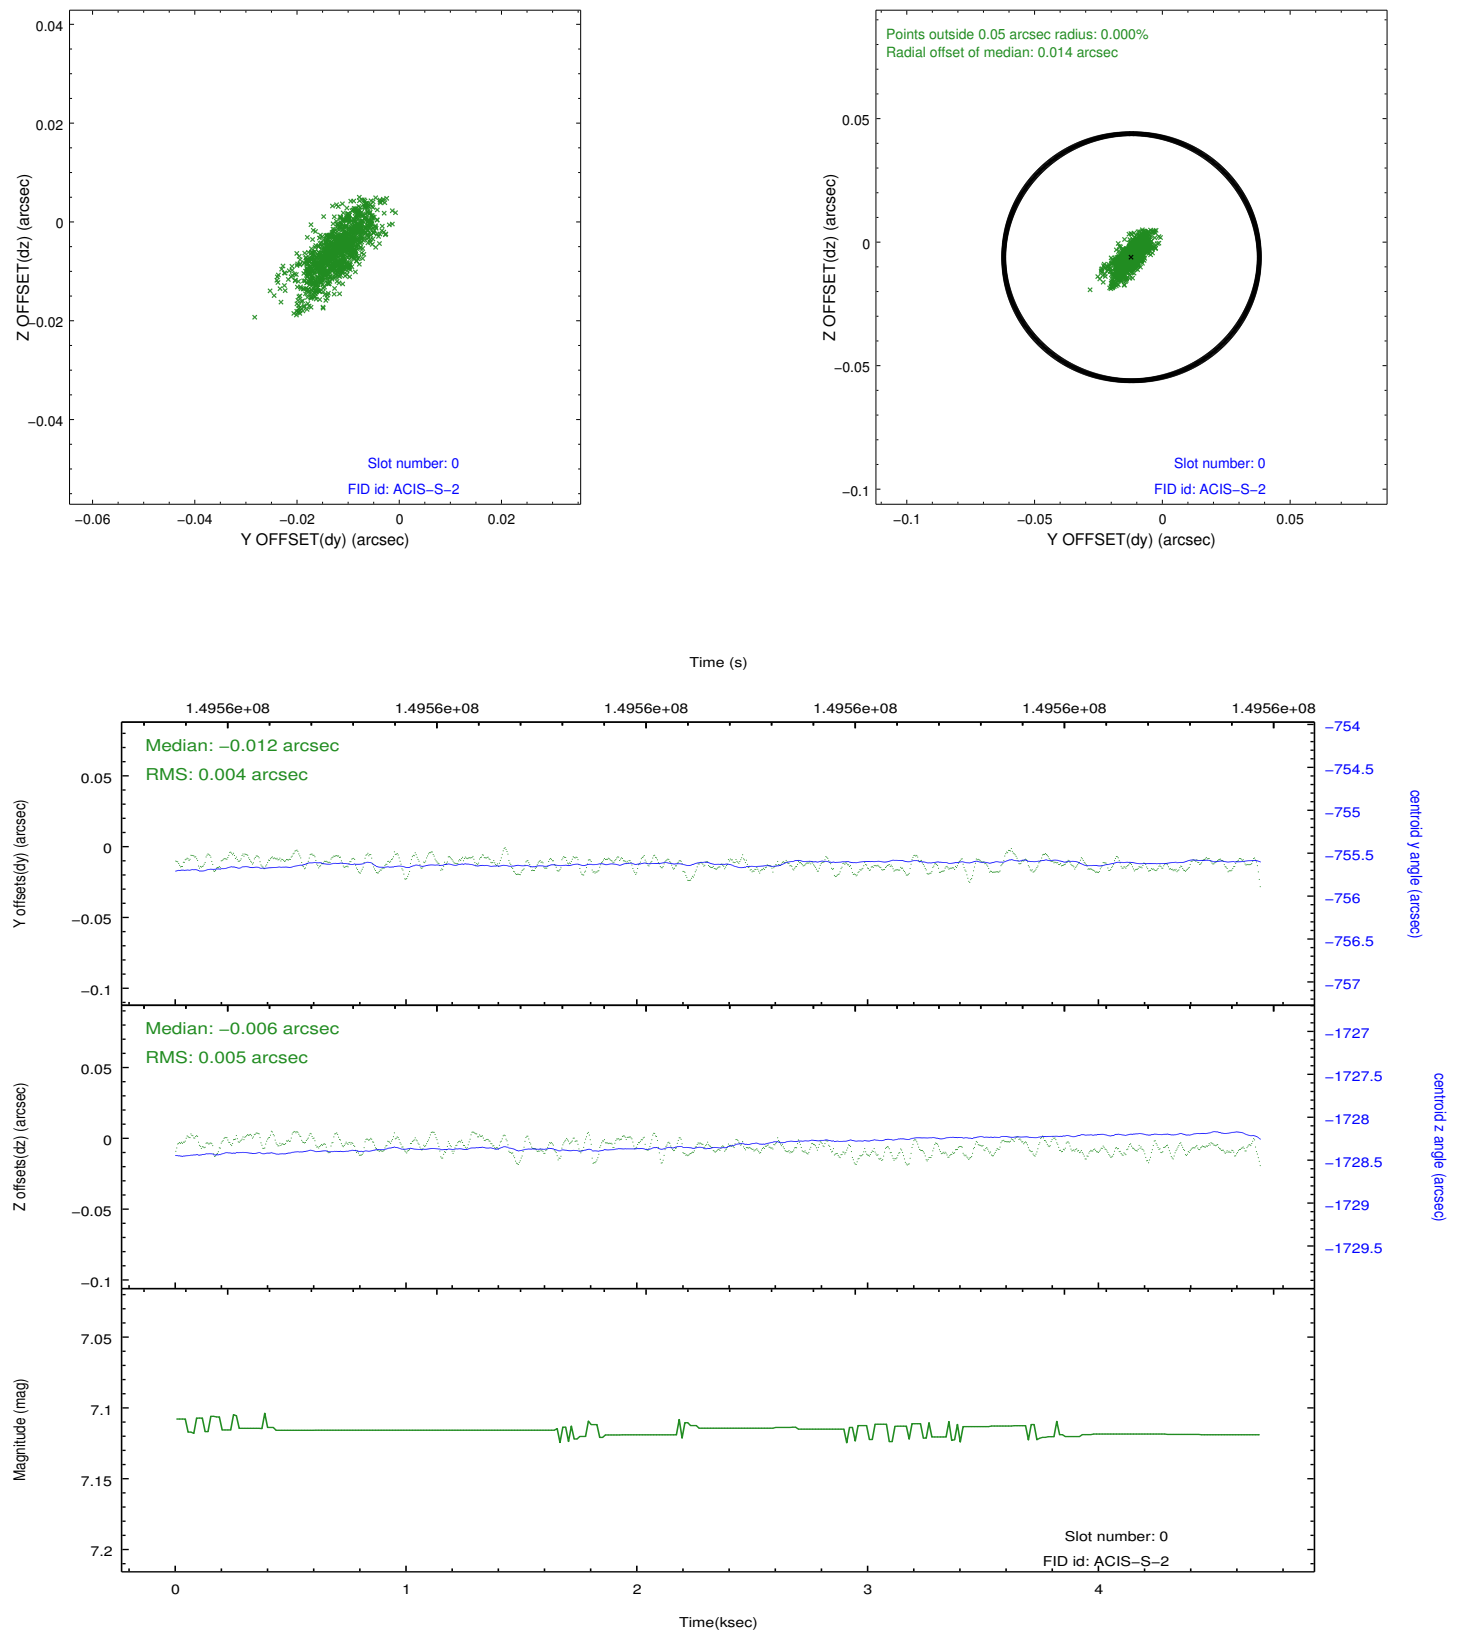 0.04
0.02
0
−0.02
−0.04
Z OFFSET(dz) (arcsec)
Slot number: 0
FID id: ACIS−S−2
−0.06 −0.04 −0.02 0 0.02
Y OFFSET(dy) (arcsec)
Points outside 0.05 arcsec radius: 0.000%
Radial offset of median: 0.014 arcsec
0.05
0
−0.05
−0.1
Z OFFSET(dz) (arcsec)
Slot number: 0
FID id: ACIS−S−2
−0.1 −0.05 0 0.05
Y OFFSET(dy) (arcsec)
Time (s)
1.4956e+08 1.4956e+08 1.4956e+08 1.4956e+08 1.4956e+08 1.4956e+08
Median: −0.012 arcsec
RMS: 0.004 arcsec
0.05
0
−0.05
−0.1
Y offsets(dy) (arcsec)
−754
−754.5
−755
−755.5
−756
−756.5
−757
centroid y angle (arcsec)
Median: −0.006 arcsec
RMS: 0.005 arcsec
0.05
0
−0.05
−0.1
Z offsets(dz) (arcsec)
−1727
−1727.5
−1728
−1728.5
−1729
−1729.5
centroid z angle (arcsec)
7.05
7.1
7.15
7.2
Magnitude (mag)
Slot number: 0
FID id: ACIS−S−2
0 1 2 3 4
Time(ksec)